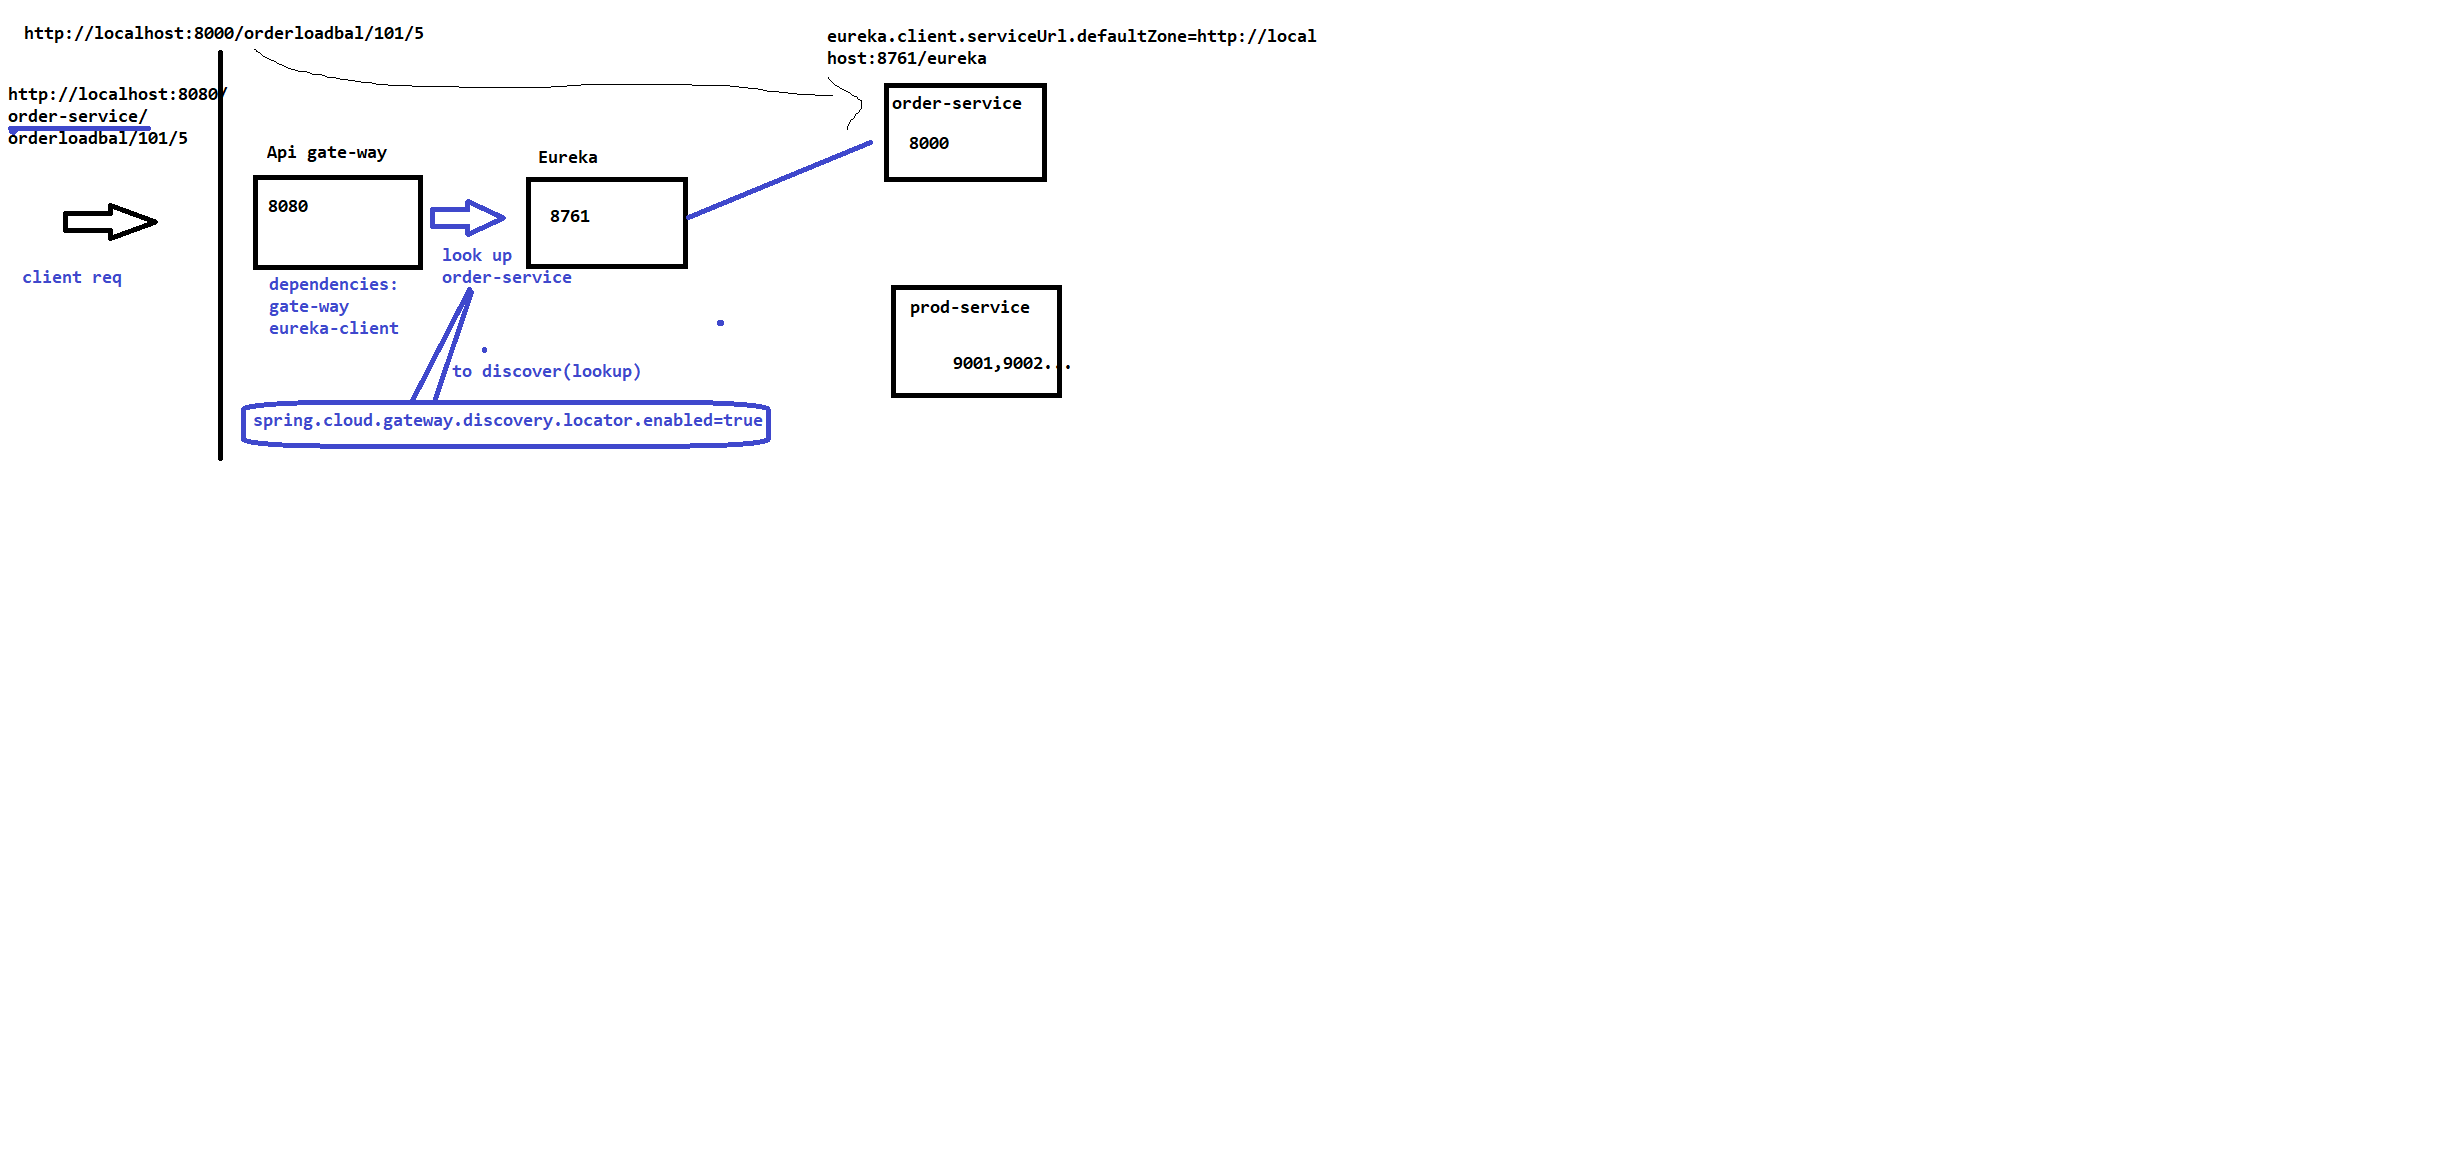 http://localhost:8000/orderloadbal/101/5
eureka.client.serviceUrl.defaultZone=http://local
host:8761/eureka
http://localhost:8080/
order-service/
orderloadbal/101/5
order-service
8000
Api gate-way
Eureka
8080
8761
look up
order-service
client req
dependencies:
gate-way
eureka-client
prod-service
9001,9002...
to discover(lookup)
spring.cloud.gateway.discovery.locator.enabled=true